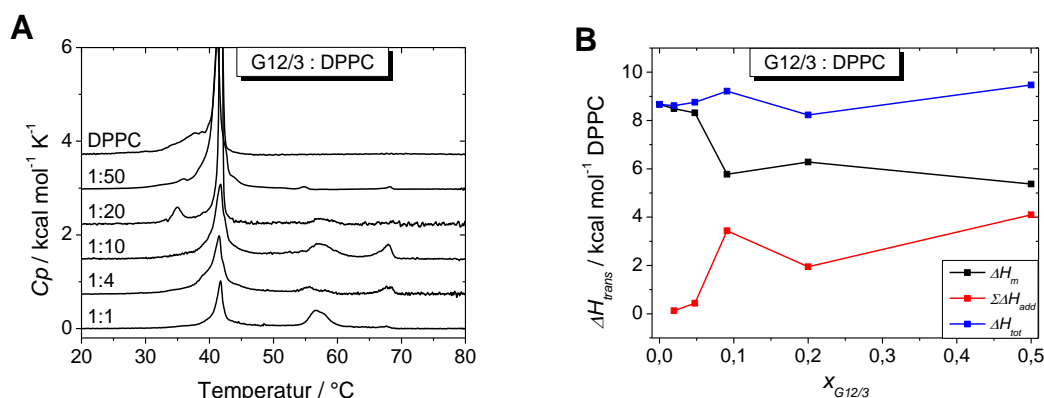 A
G12/3 : DPPC
Cp / kcal mol-1 K-1
6
4
2
0
DPPC
1:50
1:20
1:10
1:4
1:1
20 30 40 50 60 70 80
Temperatur / °C
B
G12/3 : DPPC
ΔHtrans / kcal mol-1 DPPC
10
8
6
4
2
0
ΔHm
ΣΔHadd
ΔHtot
0,0 0,1 0,2 0,3 0,4 0,5
xG12/3